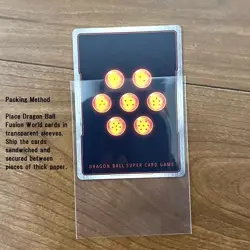 Packing Method
Place Dragon Ball
Fusion World cards in
transparent sleeves.
Ship the cards
sandwiched and
secured between
pieces of thick paper.
DRAGON BALL SUPER CARD GAME